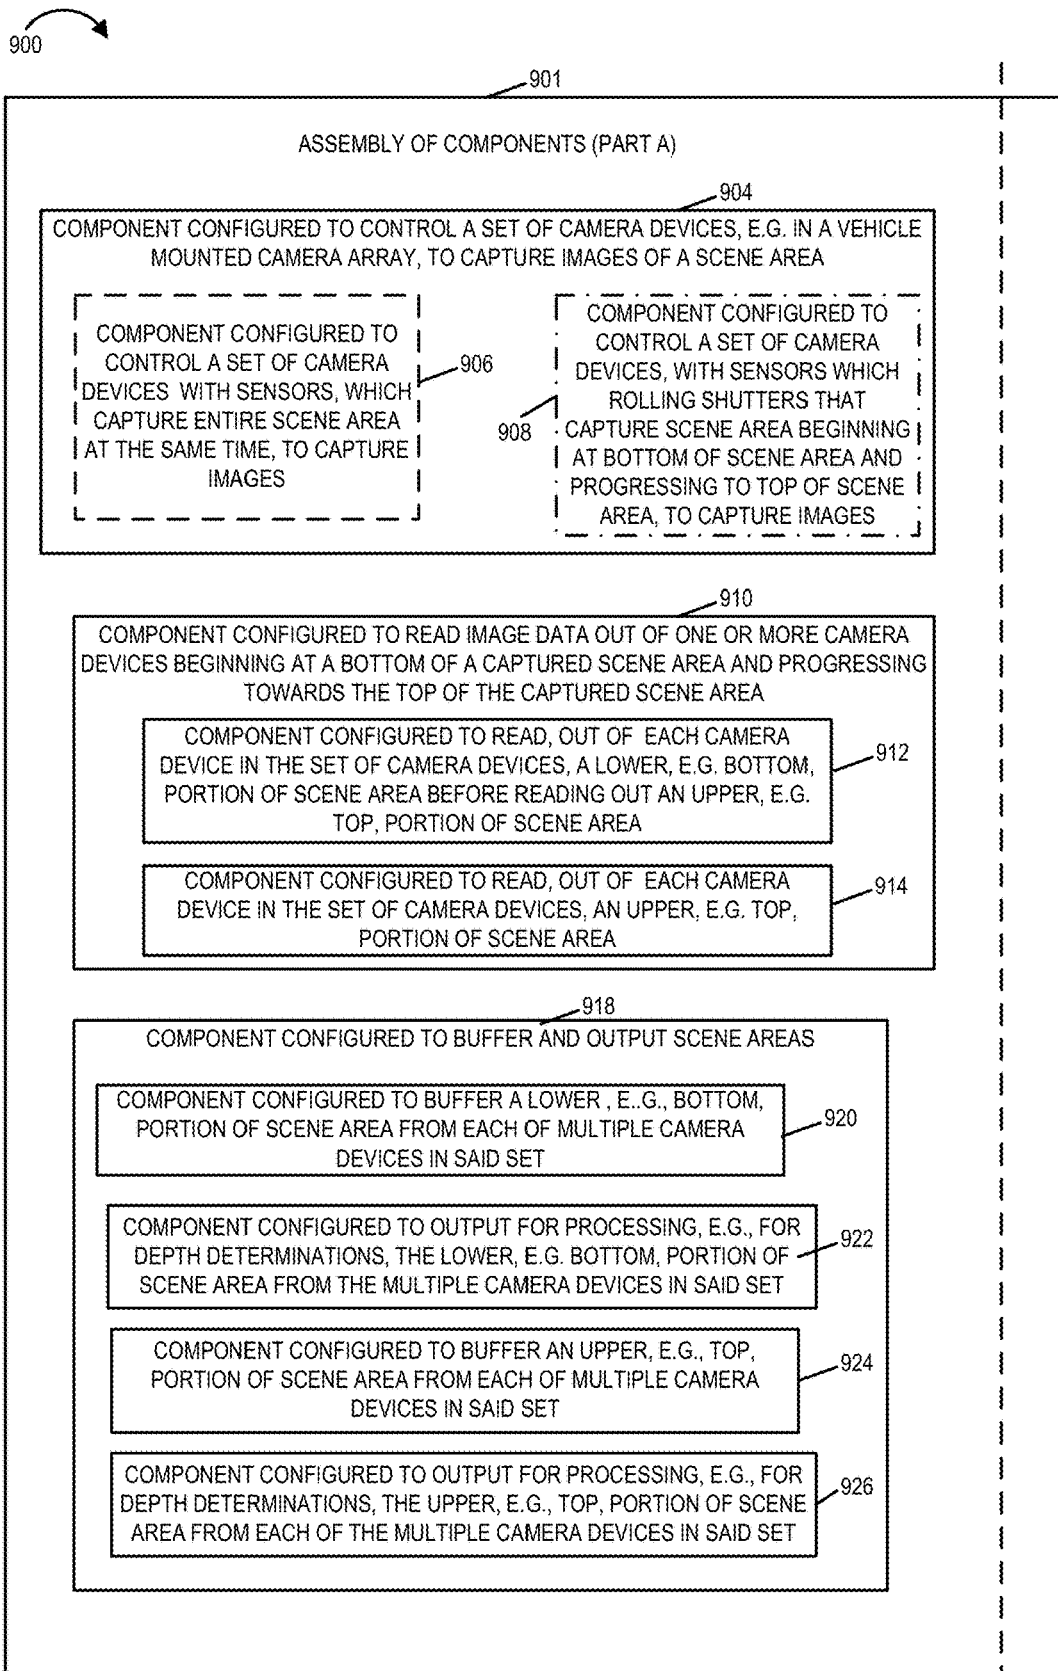 900
901
ASSEMBLY OF COMPONENTS (PART A)
904
COMPONENT CONFIGURED TO CONTROL A SET OF CAMERA DEVICES, E.G. IN A VEHICLE
MOUNTED CAMERA ARRAY, TO CAPTURE IMAGES OF A SCENE AREA
COMPONENT CONFIGURED TO
CONTROL A SET OF CAMERA
DEVICES WITH SENSORS, WHICH
CAPTURE ENTIRE SCENE AREA
AT THE SAME TIME, TO CAPTURE
IMAGES
906
908
COMPONENT CONFIGURED TO
CONTROL A SET OF CAMERA
DEVICES, WITH SENSORS WHICH
ROLLING SHUTTERS THAT
CAPTURE SCENE AREA BEGINNING
AT BOTTOM OF SCENE AREA AND
PROGRESSING TO TOP OF SCENE
AREA, TO CAPTURE IMAGES
910
COMPONENT CONFIGURED TO READ IMAGE DATA OUT OF ONE OR MORE CAMERA
DEVICES BEGINNING AT A BOTTOM OF A CAPTURED SCENE AREA AND PROGRESSING
TOWARDS THE TOP OF THE CAPTURED SCENE AREA
COMPONENT CONFIGURED TO READ, OUT OF EACH CAMERA
DEVICE IN THE SET OF CAMERA DEVICES, A LOWER, E.G. BOTTOM,
PORTION OF SCENE AREA BEFORE READING OUT AN UPPER, E.G.
TOP, PORTION OF SCENE AREA
912
COMPONENT CONFIGURED TO READ, OUT OF EACH CAMERA
DEVICE IN THE SET OF CAMERA DEVICES, AN UPPER, E.G. TOP,
PORTION OF SCENE AREA
914
918
COMPONENT CONFIGURED TO BUFFER AND OUTPUT SCENE AREAS
COMPONENT CONFIGURED TO BUFFER A LOWER , E..G., BOTTOM,
PORTION OF SCENE AREA FROM EACH OF MULTIPLE CAMERA
DEVICES IN SAID SET
920
COMPONENT CONFIGURED TO OUTPUT FOR PROCESSING, E.G., FOR
DEPTH DETERMINATIONS, THE LOWER, E.G. BOTTOM, PORTION OF
SCENE AREA FROM THE MULTIPLE CAMERA DEVICES IN SAID SET
922
COMPONENT CONFIGURED TO BUFFER AN UPPER, E.G., TOP,
PORTION OF SCENE AREA FROM EACH OF MULTIPLE CAMERA
DEVICES IN SAID SET
924
COMPONENT CONFIGURED TO OUTPUT FOR PROCESSING, E.G., FOR
DEPTH DETERMINATIONS, THE UPPER, E.G., TOP, PORTION OF SCENE
AREA FROM EACH OF THE MULTIPLE CAMERA DEVICES IN SAID SET
926